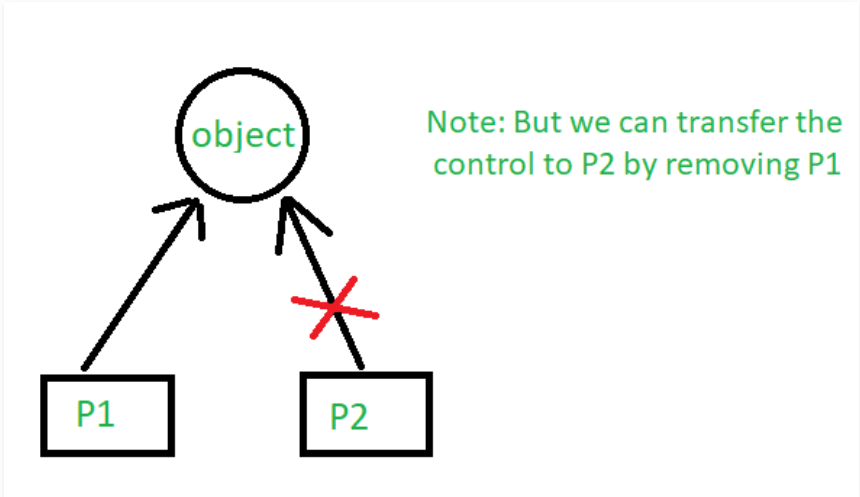 object
Note: But we can transfer the
control to P2 by removing P1
P1
P2